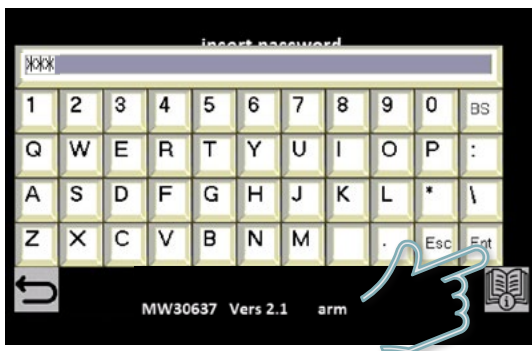 insert password
***
1 2 3 4 5 6 7 8 9 0 BS
Q W E R T Y U I O P :
A S D F G H J K L * \
Z X C V B N M . Esc Ent
MW30637 Vers 2.1 arm